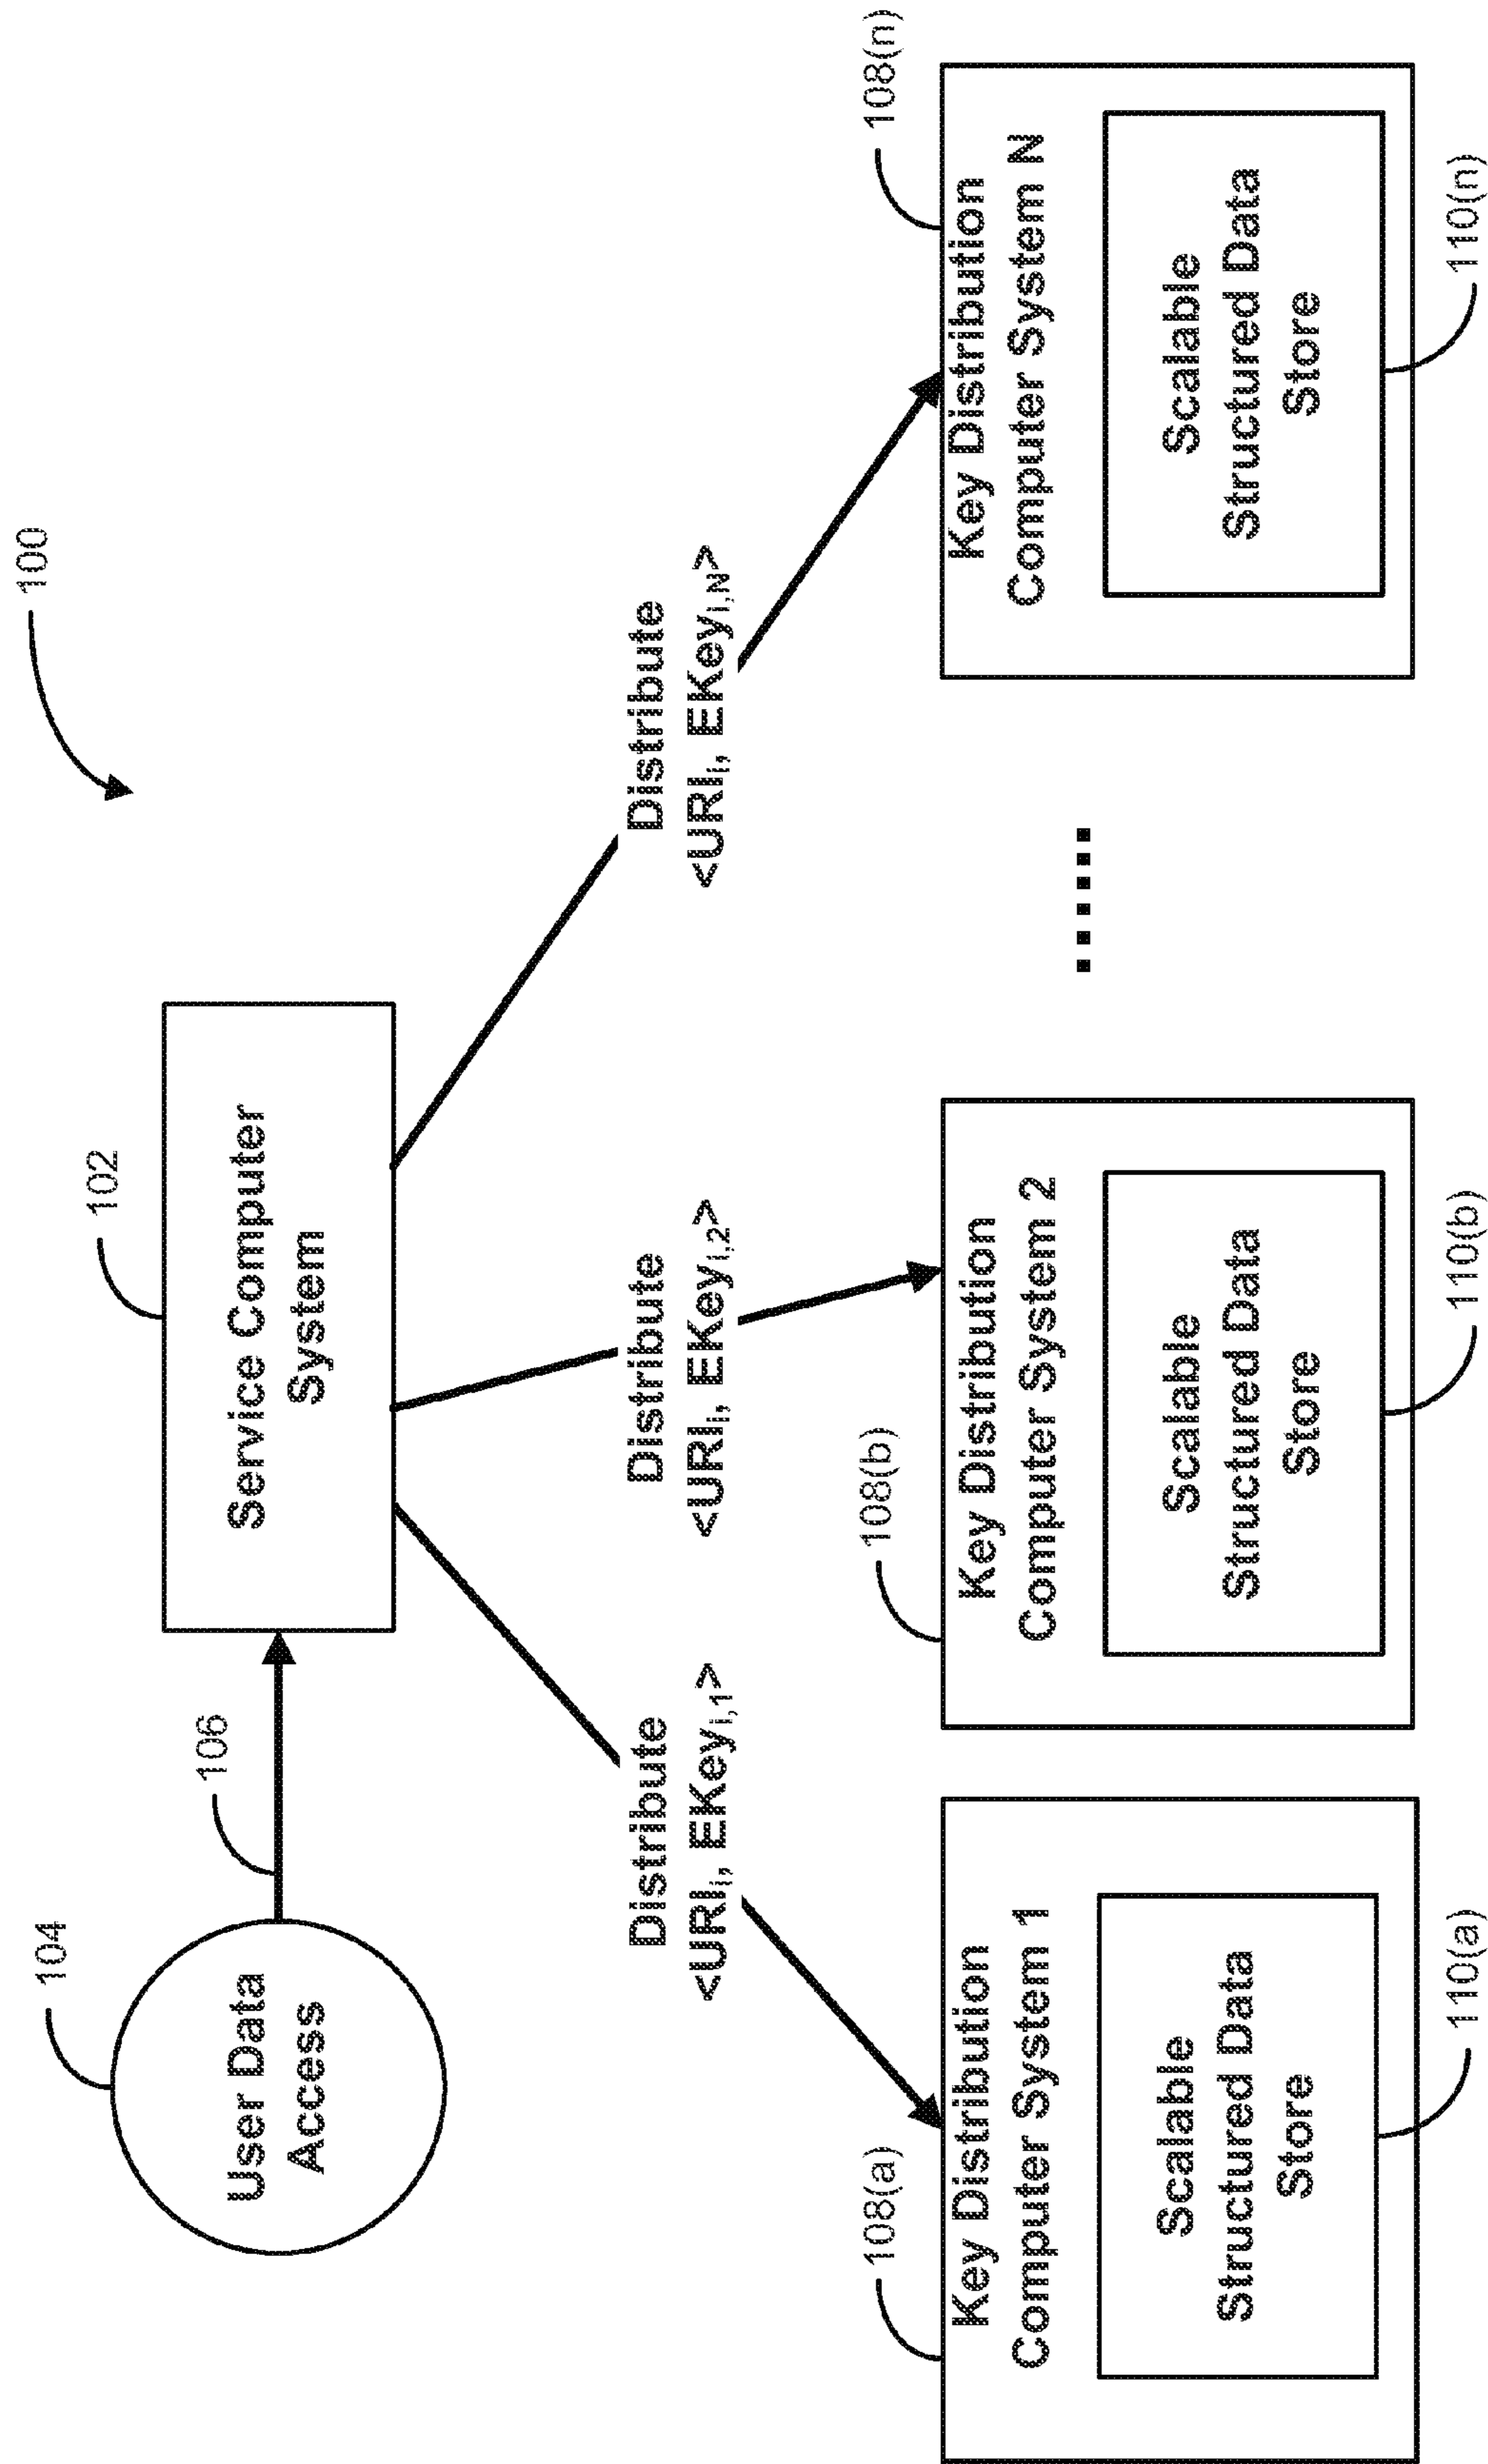 100
104
106
102
User Data
Access
Service Computer
System
Distribute
<URIi, EKeyi,1>
Distribute
<URIi, EKeyi,2>
Distribute
<URIi, EKeyi,N>
108(a)
Key Distribution
Computer System 1
Scalable
Structured Data
Store
110(a)
108(b)
Key Distribution
Computer System 2
Scalable
Structured Data
Store
110(b)
......
108(n)
Key Distribution
Computer System N
Scalable
Structured Data
Store
110(n)